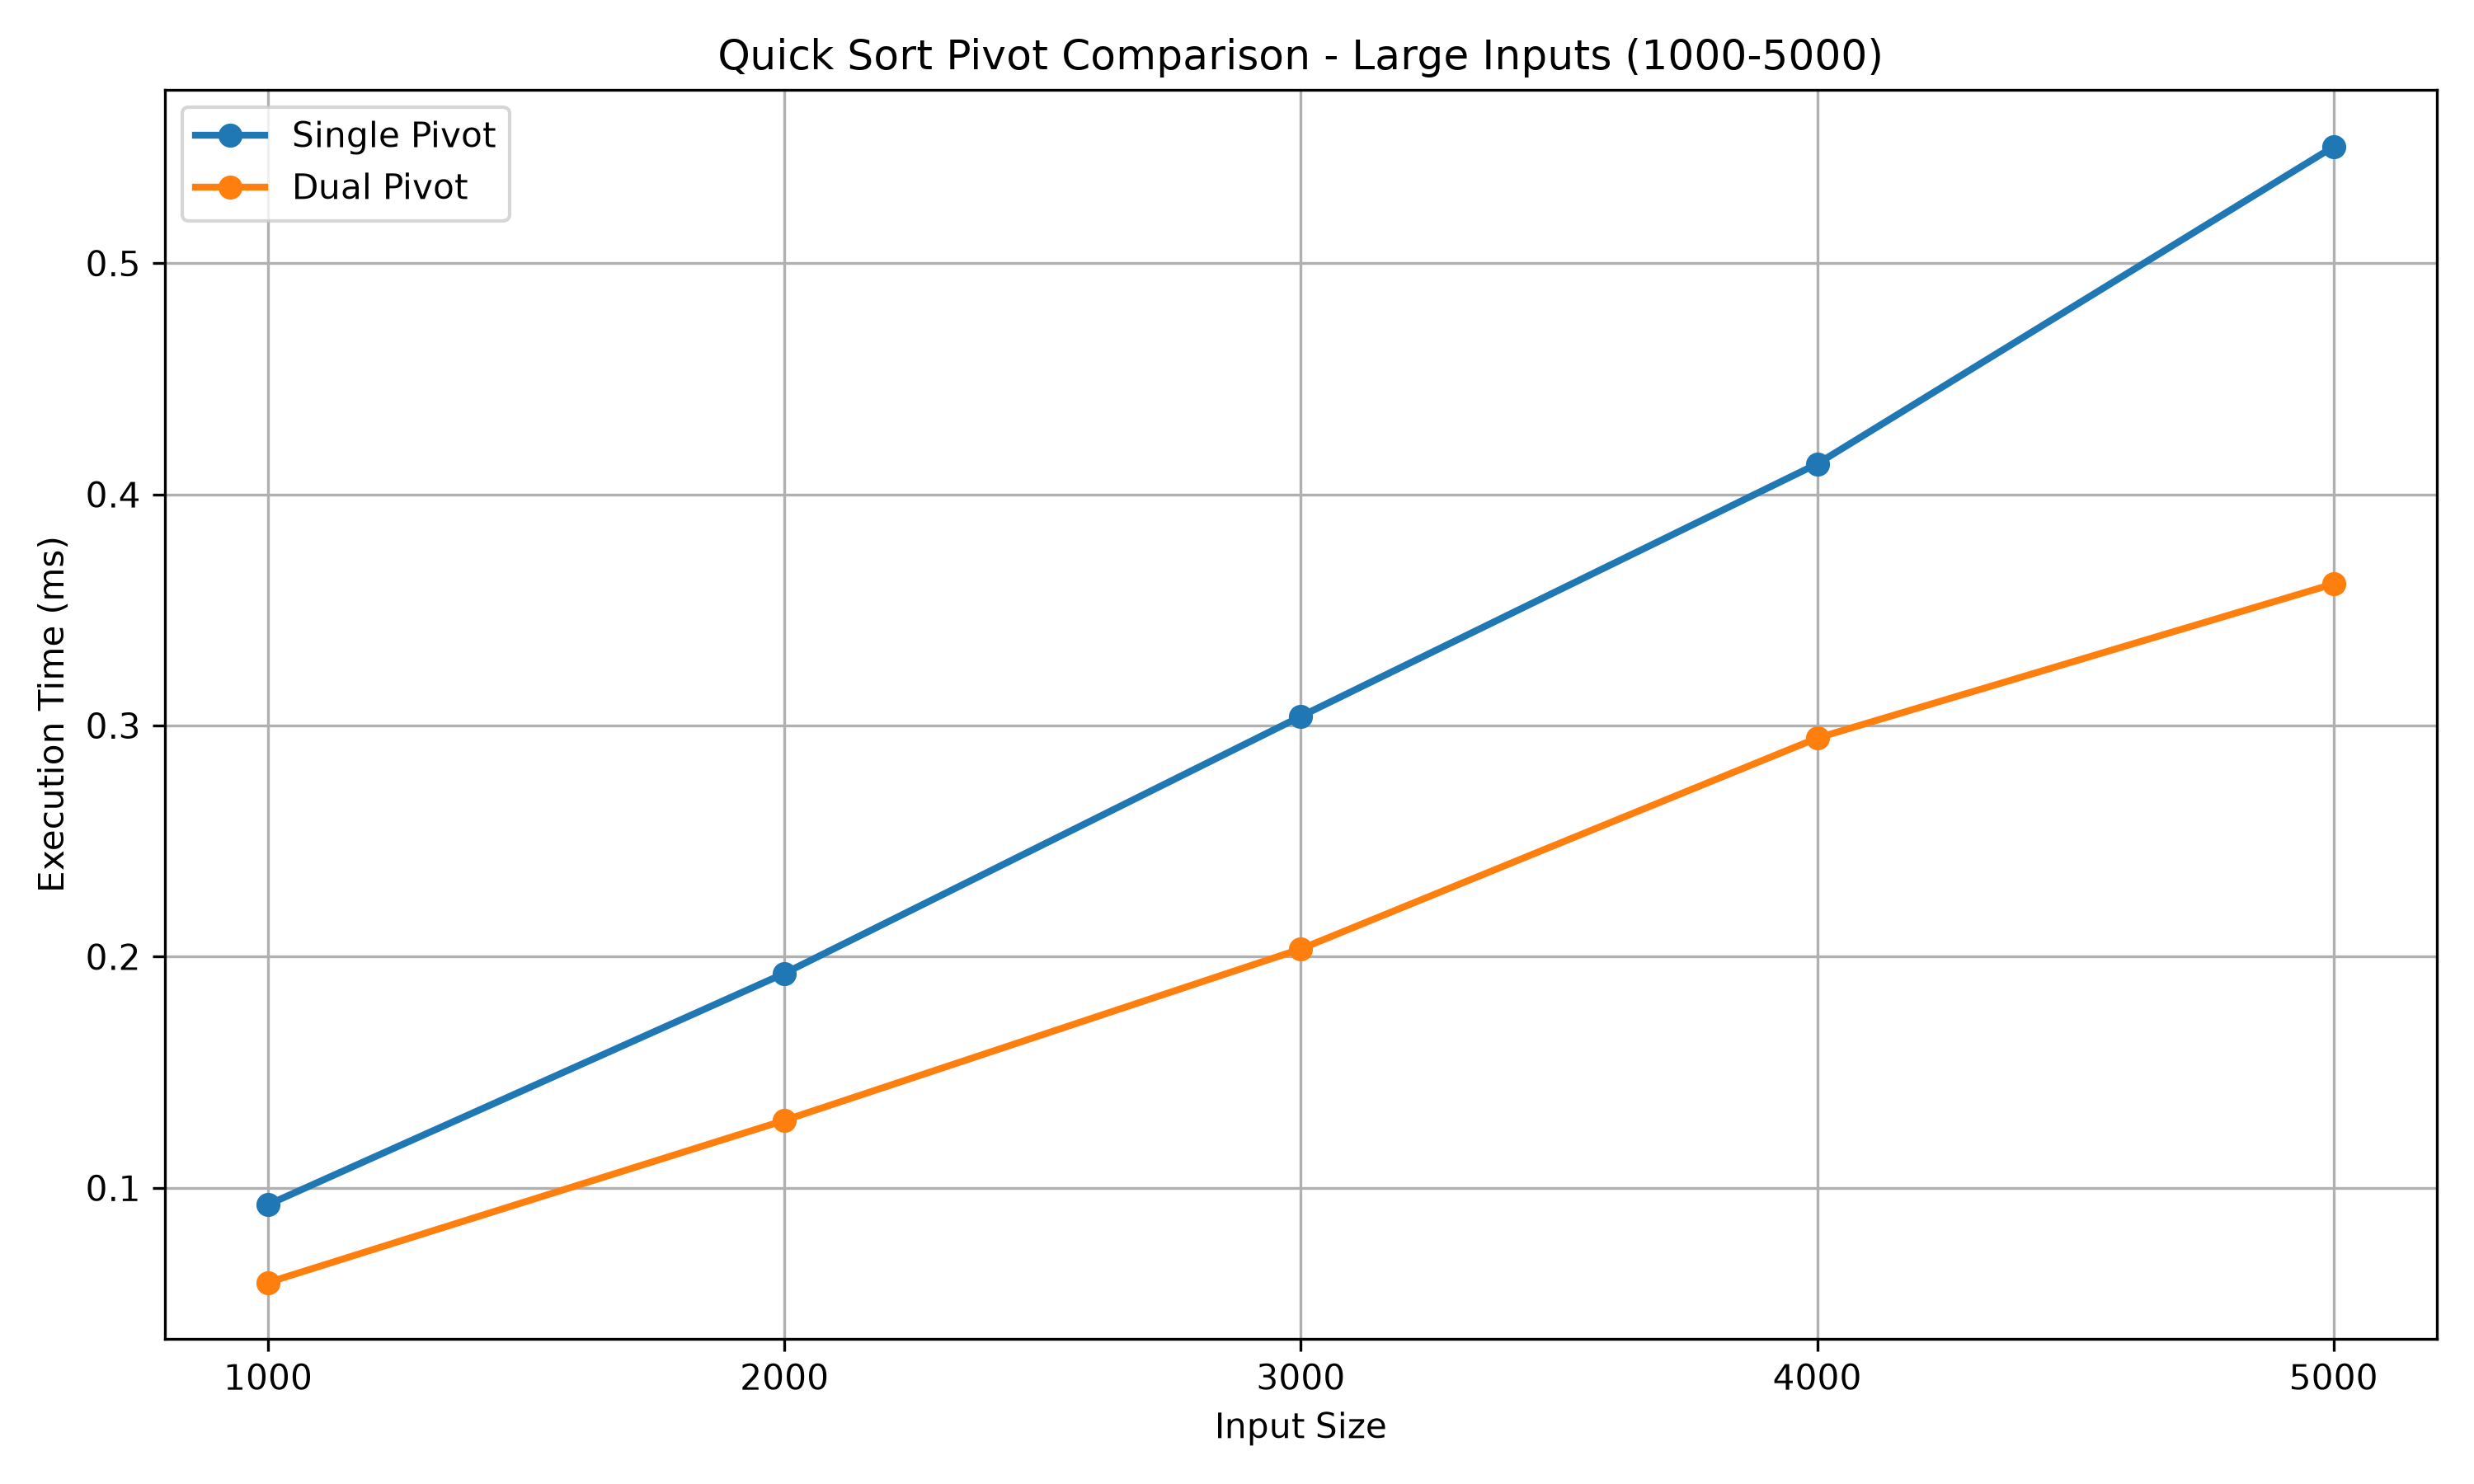 Quick Sort Pivot Comparison - Large Inputs (1000-5000)
Single Pivot
Dual Pivot
Execution Time (ms)
0.5
0.4
0.3
0.2
0.1
1000 2000 3000 4000 5000
Input Size